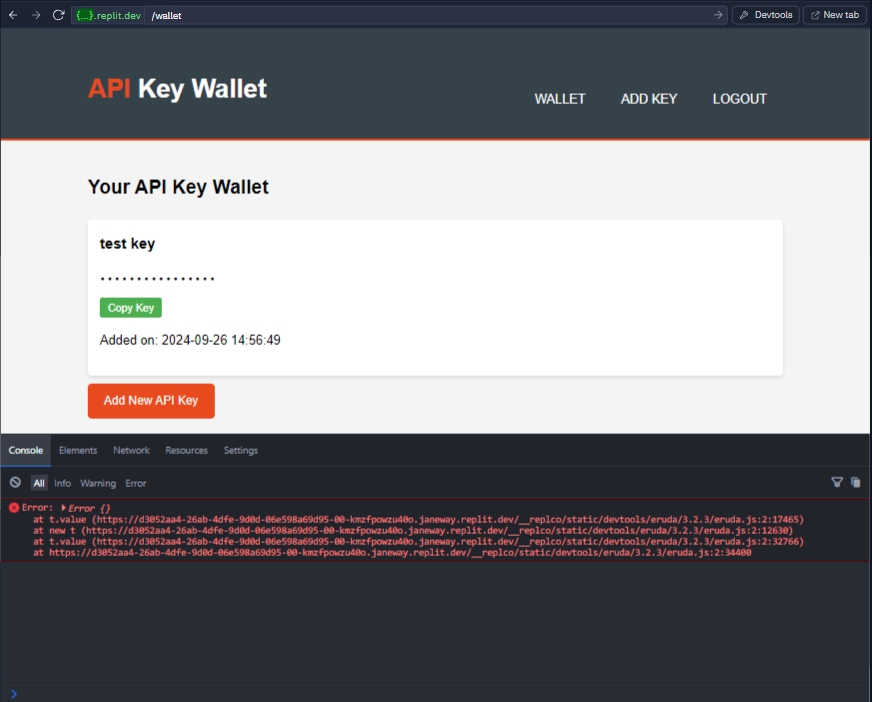 {...}.replit.dev /wallet Devtools New tab
API Key Wallet
WALLET ADD KEY LOGOUT
Your API Key Wallet
test key
................
Copy Key
Added on: 2024-09-26 14:56:49
Add New API Key
Console Elements Network Resources Settings
All Info Warning Error
Error: ▶Error {}
at t.value (https://d3052aa4-26ab-4dfe-9d0d-06e598a69d95-00-kmzfpowzu40o.janeway.replit.dev/__replco/static/devtools/eruda/3.2.3/eruda.js:2:17465)
at new t (https://d3052aa4-26ab-4dfe-9d0d-06e598a69d95-00-kmzfpowzu40o.janeway.replit.dev/__replco/static/devtools/eruda/3.2.3/eruda.js:2:12630)
at t.value (https://d3052aa4-26ab-4dfe-9d0d-06e598a69d95-00-kmzfpowzu40o.janeway.replit.dev/__replco/static/devtools/eruda/3.2.3/eruda.js:2:32766)
at https://d3052aa4-26ab-4dfe-9d0d-06e598a69d95-00-kmzfpowzu40o.janeway.replit.dev/__replco/static/devtools/eruda/3.2.3/eruda.js:2:34400